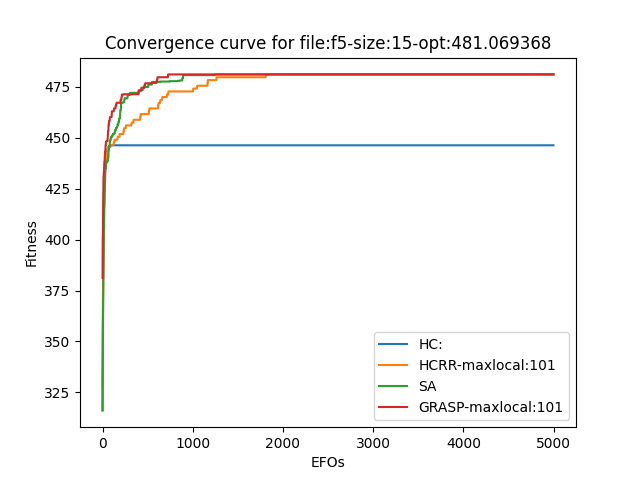 Convergence curve for file:f5-size:15-opt:481.069368
Fitness
475
450
425
400
375
350
325
0 1000 2000 3000 4000 5000
EFOs
HC:
HCRR-maxlocal:101
SA
GRASP-maxlocal:101